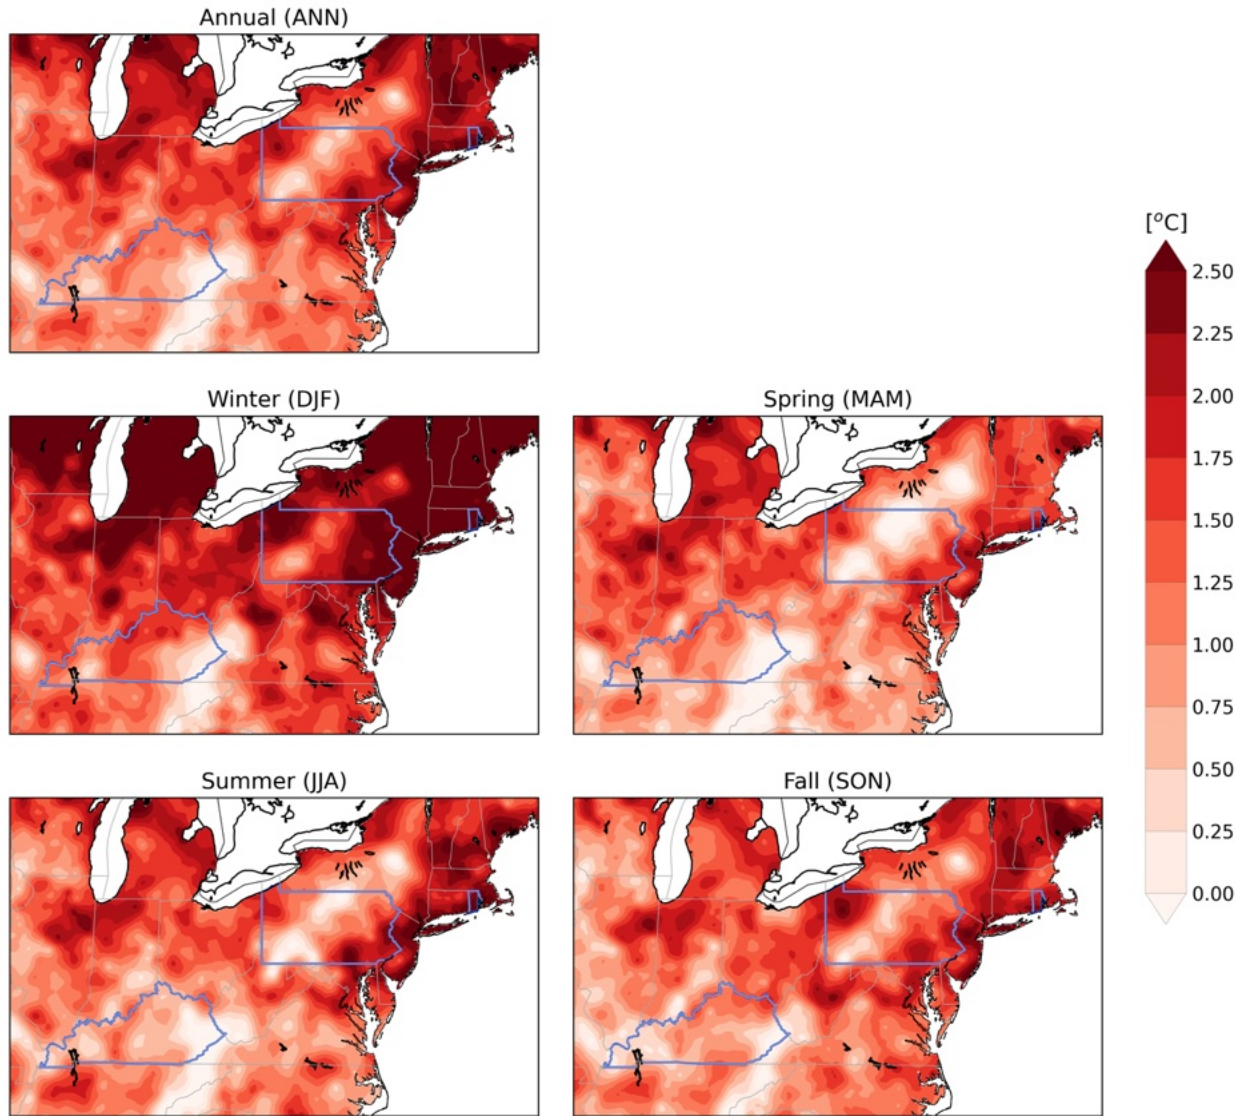 Annual (ANN)
[°C]
2.50
2.25
2.00
1.75
1.50
1.25
1.00
0.75
0.50
0.25
0.00
Winter (DJF)
Spring (MAM)
Summer (JJA)
Fall (SON)